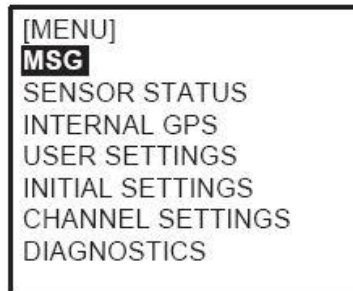 [MENU]
MSG
SENSOR STATUS
INTERNAL GPS
USER SETTINGS
INITIAL SETTINGS
CHANNEL SETTINGS
DIAGNOSTICS